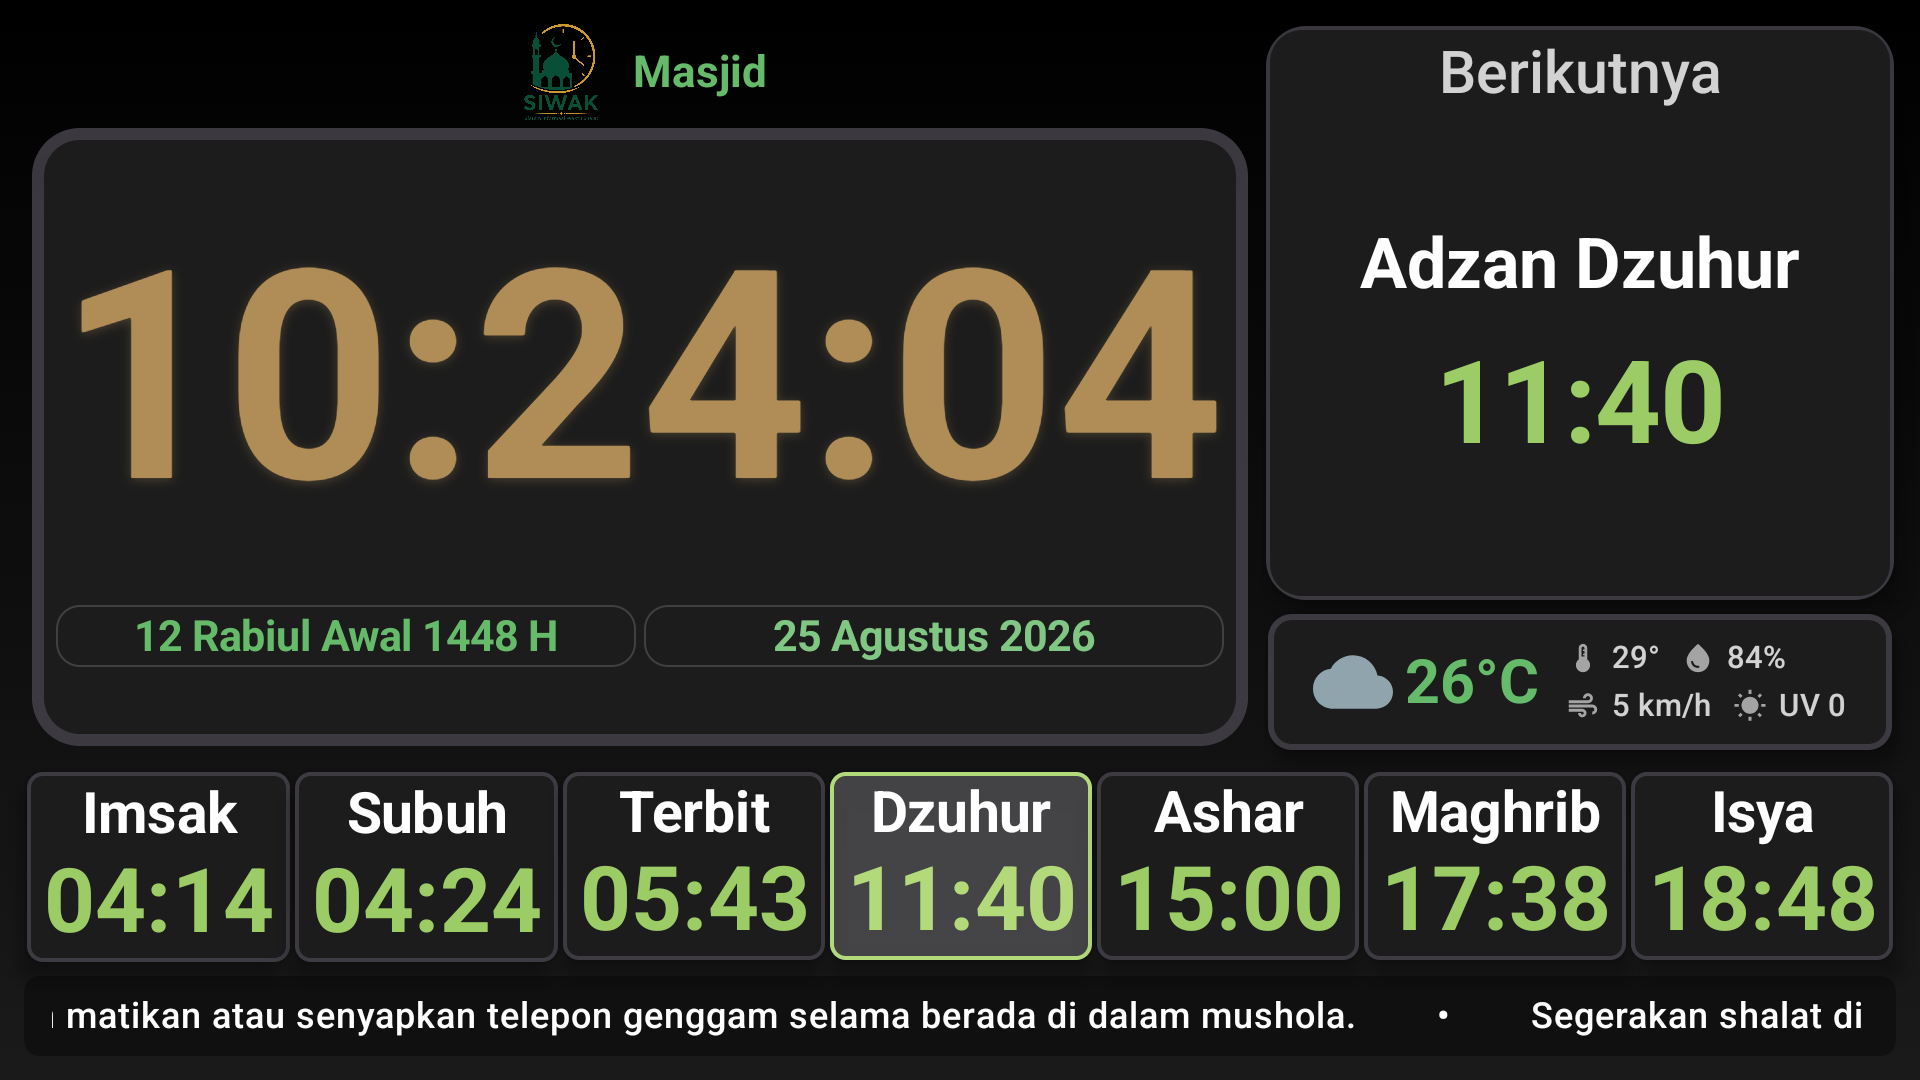 SIWAK
Masjid
10:24:04
12 Rabiul Awal 1448 H
25 Agustus 2026
Berikutnya
Adzan Dzuhur
11:40
26°C
29°
84%
5 km/h
UV 0
Imsak
04:14
Subuh
04:24
Terbit
05:43
Dzuhur
11:40
Ashar
15:00
Maghrib
17:38
Isya
18:48
matikan atau senyapkan telepon genggam selama berada di dalam mushola. • Segerakan shalat di